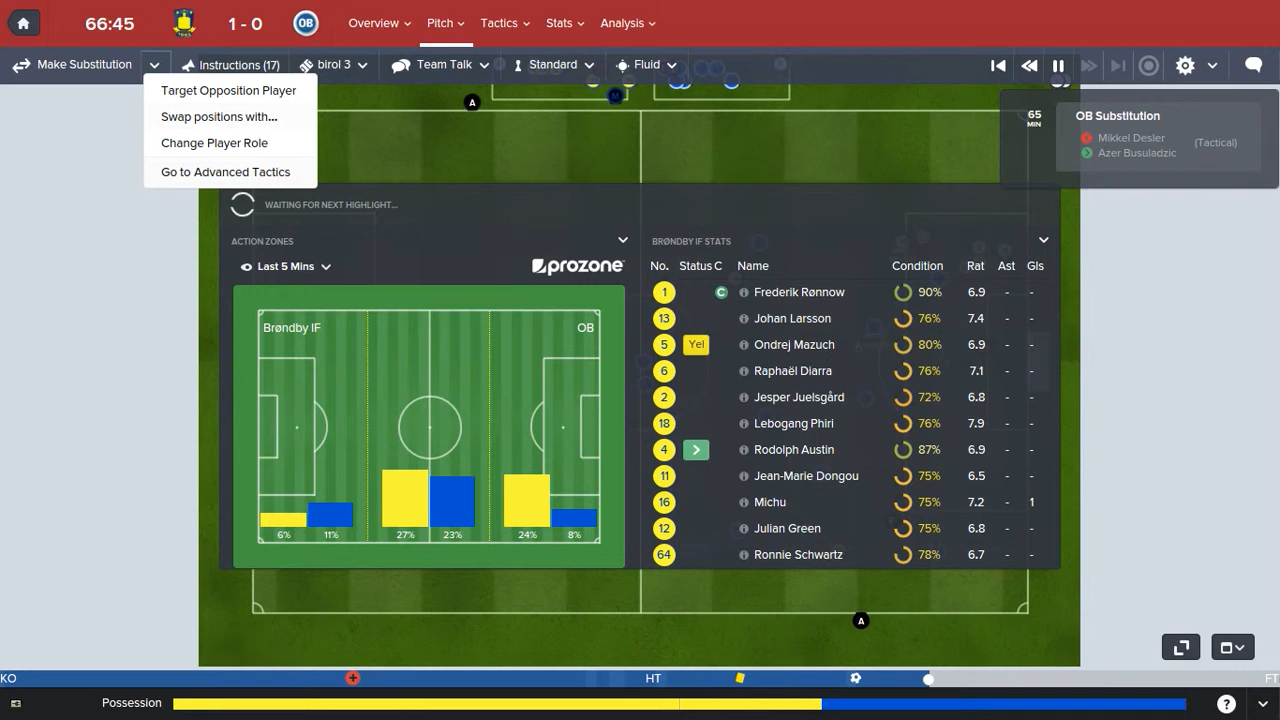 66:45 1 - 0 OB Overview Pitch Tactics Stats Analysis
Make Substitution Instructions (17) birol 3 Team Talk Standard Fluid
Target Opposition Player
Swap positions with...
Change Player Role
Go to Advanced Tactics
A
M
65
MIN
OB Substitution
Mikkel Desler
Azer Busuladzic
(Tactical)
WAITING FOR NEXT HIGHLIGHT...
ACTION ZONES
Last 5 Mins
prozone
Brøndby IF OB
6% 11% 27% 23% 24% 8%
BRØNDBY IF STATS
No. Status C Name Condition Rat Ast Gls
1 C Frederik Rønnow 90% 6.9 - -
13 Johan Larsson 76% 7.4 - -
5 Yel Ondrej Mazuch 80% 6.9 - -
6 Raphaël Diarra 76% 7.1 - -
2 Jesper Juelsgård 72% 6.8 - -
18 Lebogang Phiri 76% 7.9 - -
4 Rodolph Austin 87% 6.9 - -
11 Jean-Marie Dongou 75% 6.5 - -
16 Michu 75% 7.2 - 1
12 Julian Green 75% 6.8 - -
64 Ronnie Schwartz 78% 6.7 - -
A
KO HT FT
Possession
?